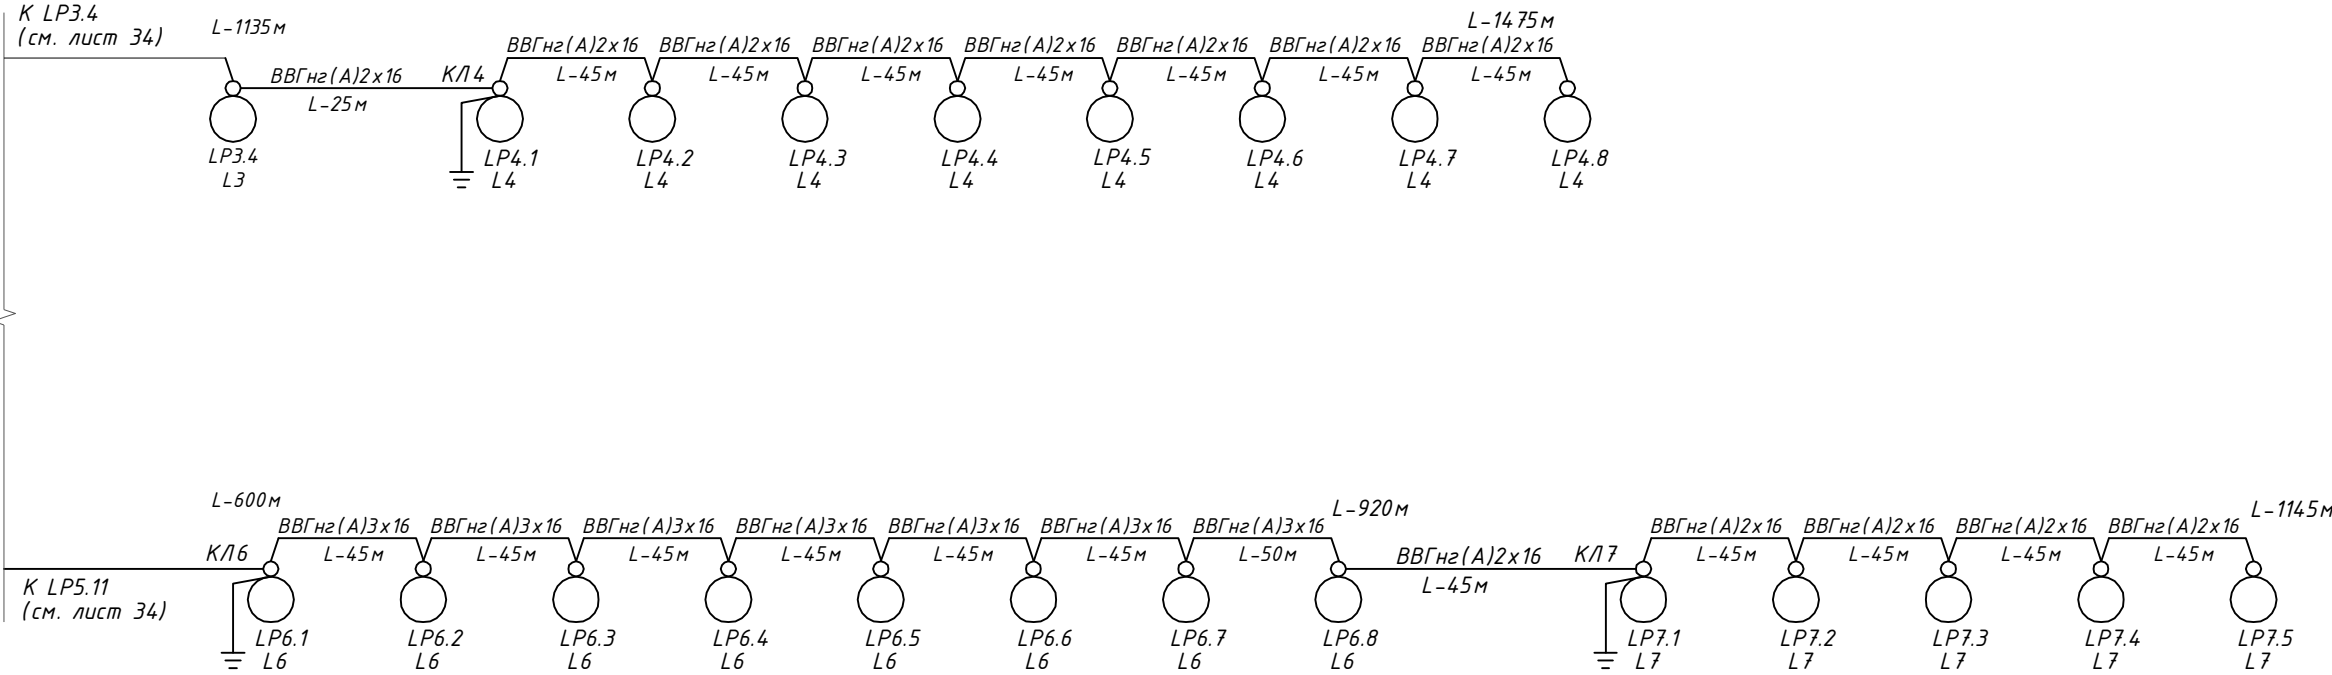 К LP3.4
(см. лист 34)
L-1135м
ВВГнг(А)2х16
L-25м
КЛ4
ВВГнг(А)2х16 ВВГнг(А)2х16 ВВГнг(А)2х16 ВВГнг(А)2х16 ВВГнг(А)2х16 ВВГнг(А)2х16 ВВГнг(А)2х16
L-45м L-45м L-45м L-45м L-45м L-45м L-45м
L-1475м
LP3.4 LP4.1 LP4.2 LP4.3 LP4.4 LP4.5 LP4.6 LP4.7 LP4.8
L3 L4 L4 L4 L4 L4 L4 L4 L4
L-600м
КЛ6
К LP5.11
(см. лист 34)
ВВГнг(А)3х16 ВВГнг(А)3х16 ВВГнг(А)3х16 ВВГнг(А)3х16 ВВГнг(А)3х16 ВВГнг(А)3х16 ВВГнг(А)3х16
L-45м L-45м L-45м L-45м L-45м L-45м L-50м
L-920м
ВВГнг(А)2х16
L-45м
КЛ7
ВВГнг(А)2х16 ВВГнг(А)2х16 ВВГнг(А)2х16 ВВГнг(А)2х16
L-45м L-45м L-45м L-45м
L-1145м
LP6.1 LP6.2 LP6.3 LP6.4 LP6.5 LP6.6 LP6.7 LP6.8 LP7.1 LP7.2 LP7.3 LP7.4 LP7.5
L6 L6 L6 L6 L6 L6 L6 L6 L7 L7 L7 L7 L7